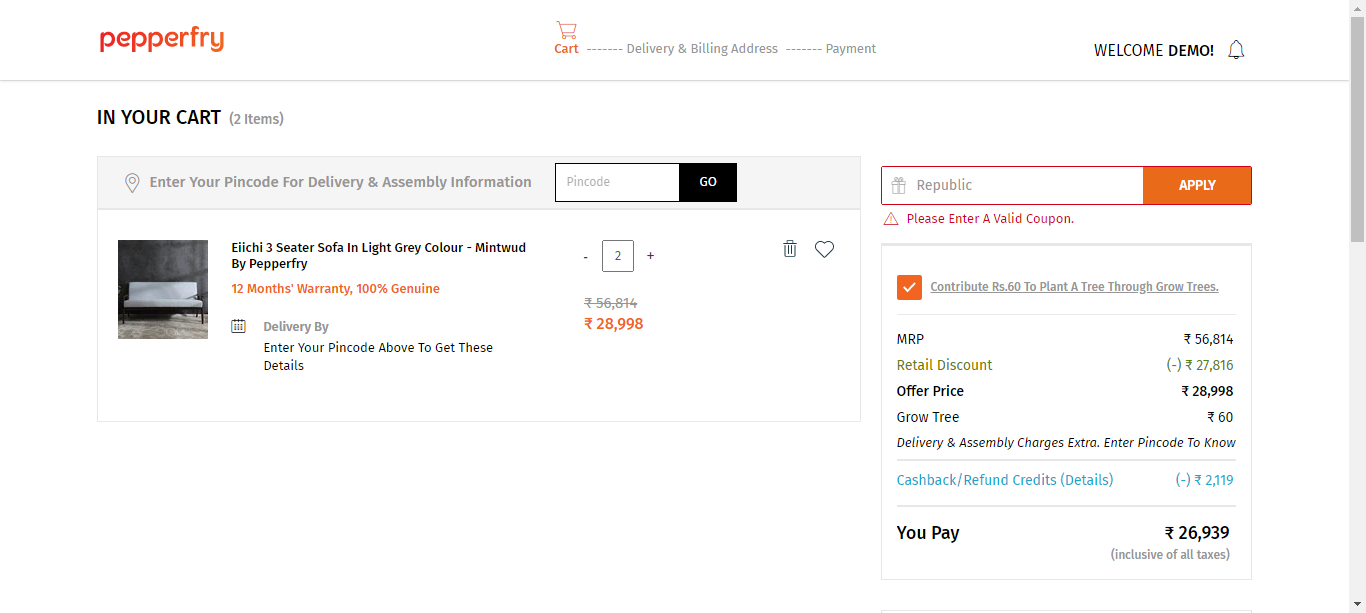 pepperfry
Cart ------- Delivery & Billing Address ------- Payment
WELCOME DEMO!
IN YOUR CART (2 Items)
Enter Your Pincode For Delivery & Assembly Information
Pincode
GO
Eiichi 3 Seater Sofa In Light Grey Colour - Mintwud
By Pepperfry
12 Months' Warranty, 100% Genuine
Delivery By
Enter Your Pincode Above To Get These
Details
- 2 +
₹ 56,814
₹ 28,998
Republic
APPLY
Please Enter A Valid Coupon.
Contribute Rs.60 To Plant A Tree Through Grow Trees.
MRP ₹ 56,814
Retail Discount (-) ₹ 27,816
Offer Price ₹ 28,998
Grow Tree ₹ 60
Delivery & Assembly Charges Extra. Enter Pincode To Know
Cashback/Refund Credits (Details) (-) ₹ 2,119
You Pay ₹ 26,939
(inclusive of all taxes)